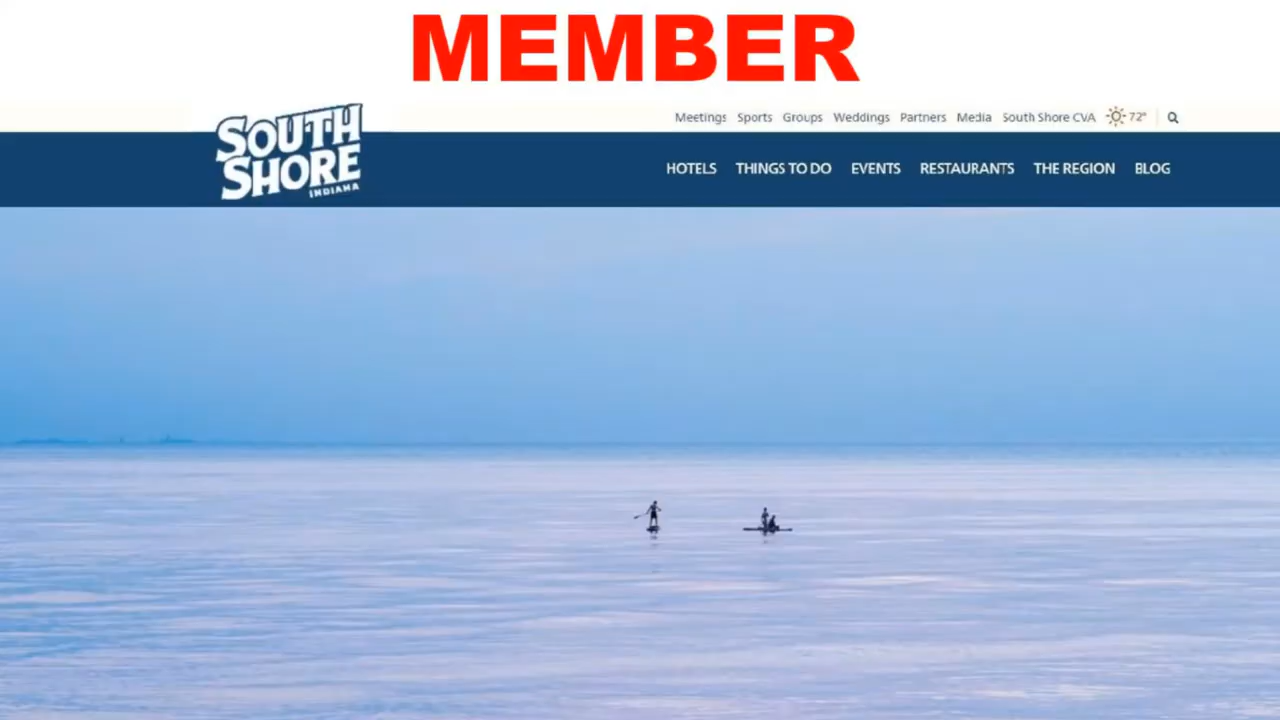 MEMBER
SOUTH
SHORE
INDIANA
Meetings Sports Groups Weddings Partners Media South Shore CVA 72°
HOTELS THINGS TO DO EVENTS RESTAURANTS THE REGION BLOG